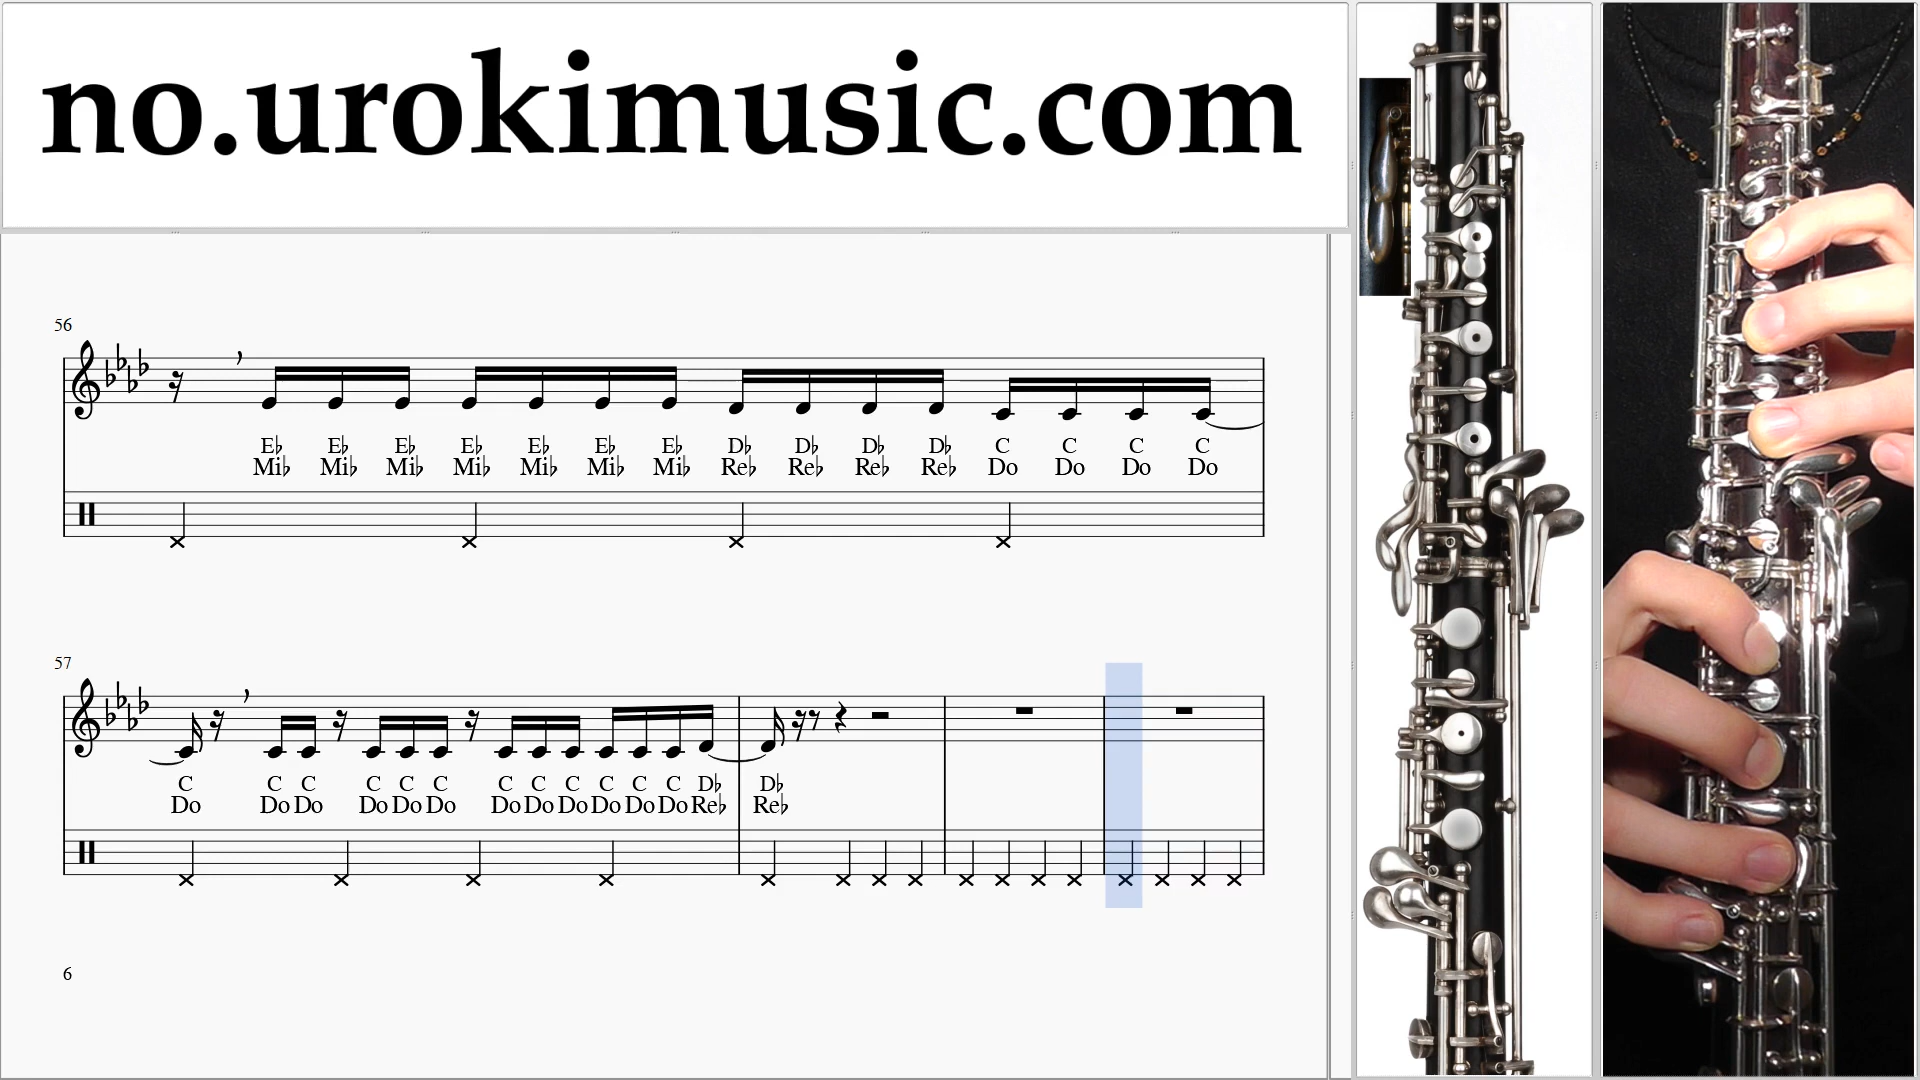 no.urokimusic.com
56
E♭ E♭ E♭ E♭ E♭ E♭ E♭ D♭ D♭ D♭ D♭ C C C C
Mi♭ Mi♭ Mi♭ Mi♭ Mi♭ Mi♭ Mi♭ Re♭ Re♭ Re♭ Re♭ Do Do Do Do
57
C C C C C C C C C C C C D♭ D♭
Do Do Do Do Do Do Do Do Do Do Do Do Re♭ Re♭
6